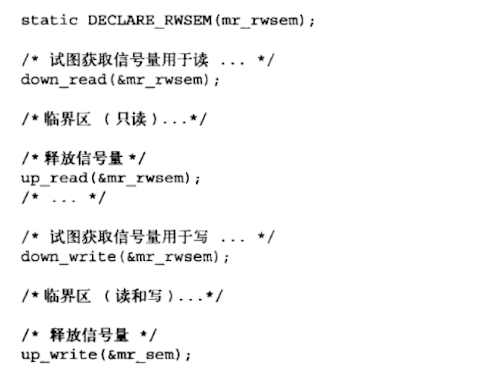 static DECLARE_RWSEM(mr_rwsem);
/* 试图获取信号量用于读 ... */
down_read(&mr_rwsem);
/*临界区 (只读)...*/
/*释放信号量*/
up_read(&mr_rwsem);
/* ... */
/* 试图获取信号量用于写 ... */
down_write(&mr_rwsem);
/*临界区 (读和写)...*/
/* 释放信号量 */
up_write(&mr_sem);